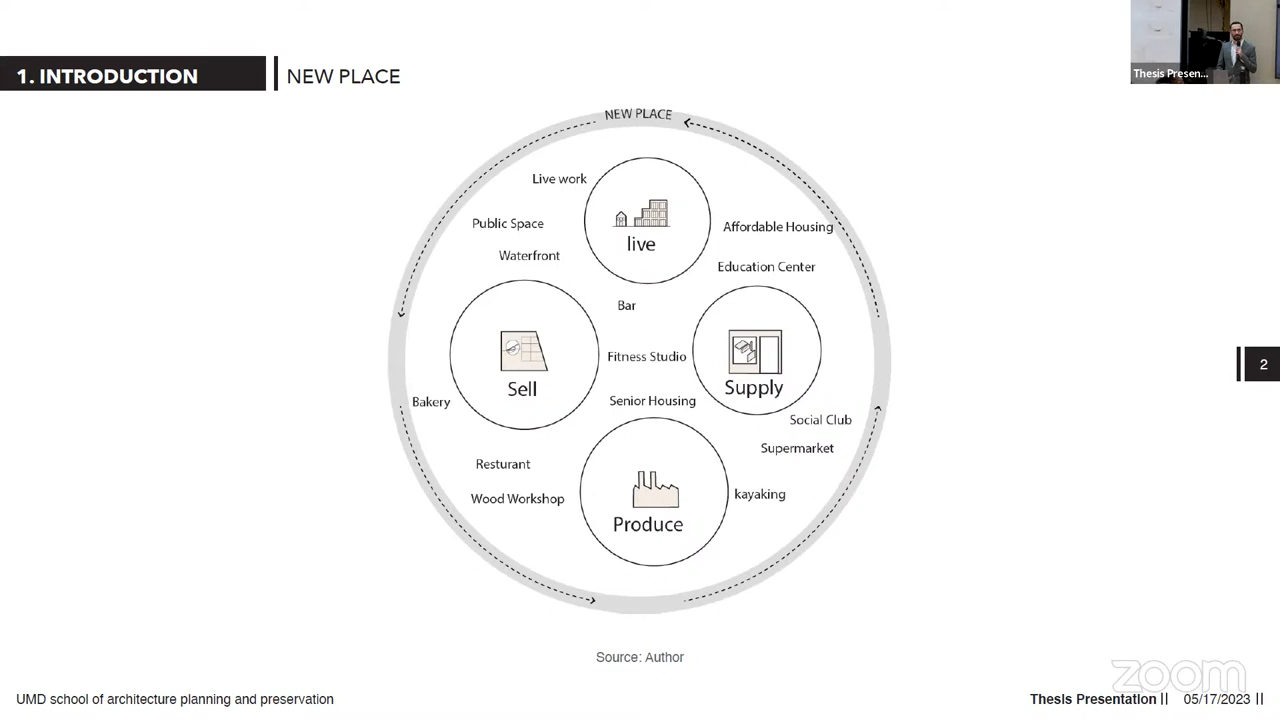 1. INTRODUCTION
NEW PLACE
Thesis Presen...
NEW PLACE
Live work
Public Space
Affordable Housing
live
Waterfront
Education Center
Bar
Fitness Studio
Sell
Supply
Senior Housing
Bakery
Social Club
Supermarket
Resturant
Wood Workshop
kayaking
Produce
2
Source: Author
zoom
UMD school of architecture planning and preservation
Thesis Presentation || 05/17/2023 ||